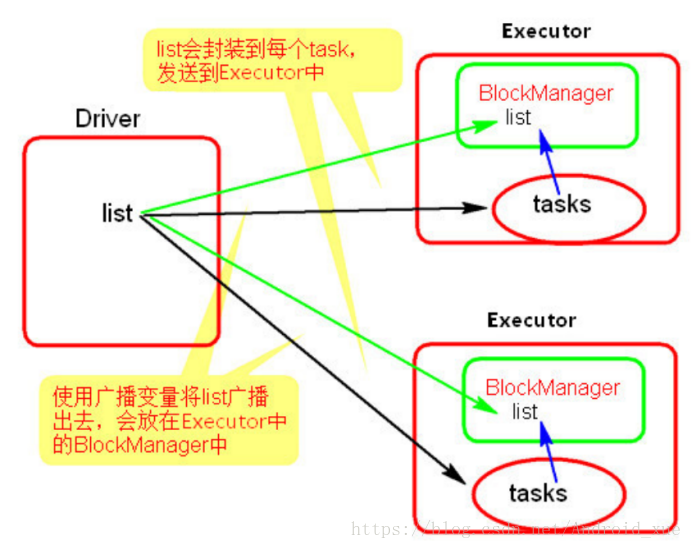 list会封装到每个task，
发送到Executor中
Executor
BlockManager
list
tasks
Driver
list
Executor
BlockManager
list
tasks
使用广播变量将list广播
出去，会放在Executor中
的BlockManager中
https://blog.csdn.net/Android_xue